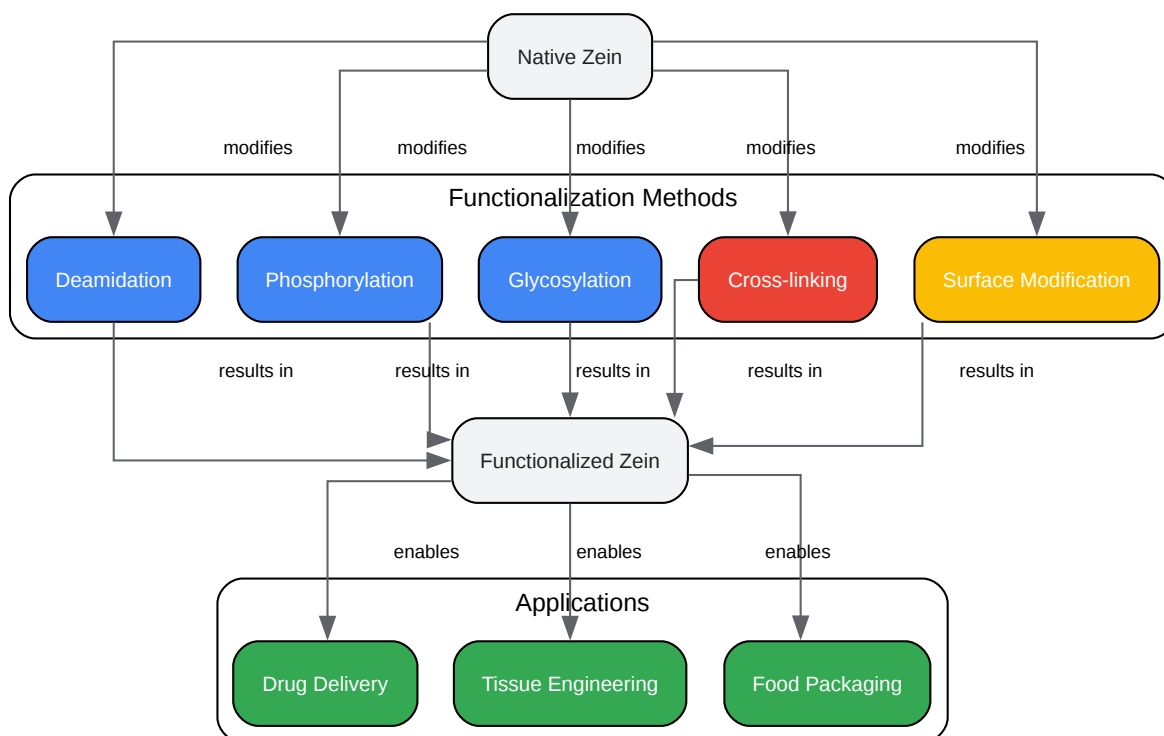 Native Zein
modifies modifies modifies modifies modifies
Functionalization Methods
Deamidation Phosphorylation Glycosylation Cross-linking Surface Modification
results in results in results in results in results in
Functionalized Zein
enables enables enables
Applications
Drug Delivery Tissue Engineering Food Packaging